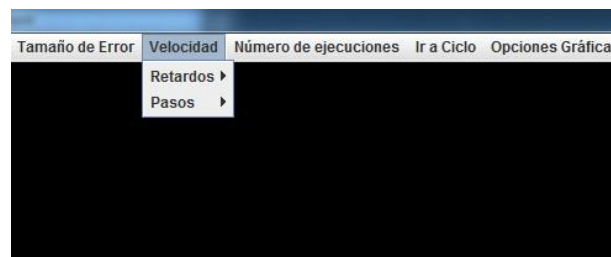 Tamaño de Error Velocidad Número de ejecuciones Ir a Ciclo Opciones Gráfica
Retardos
Pasos